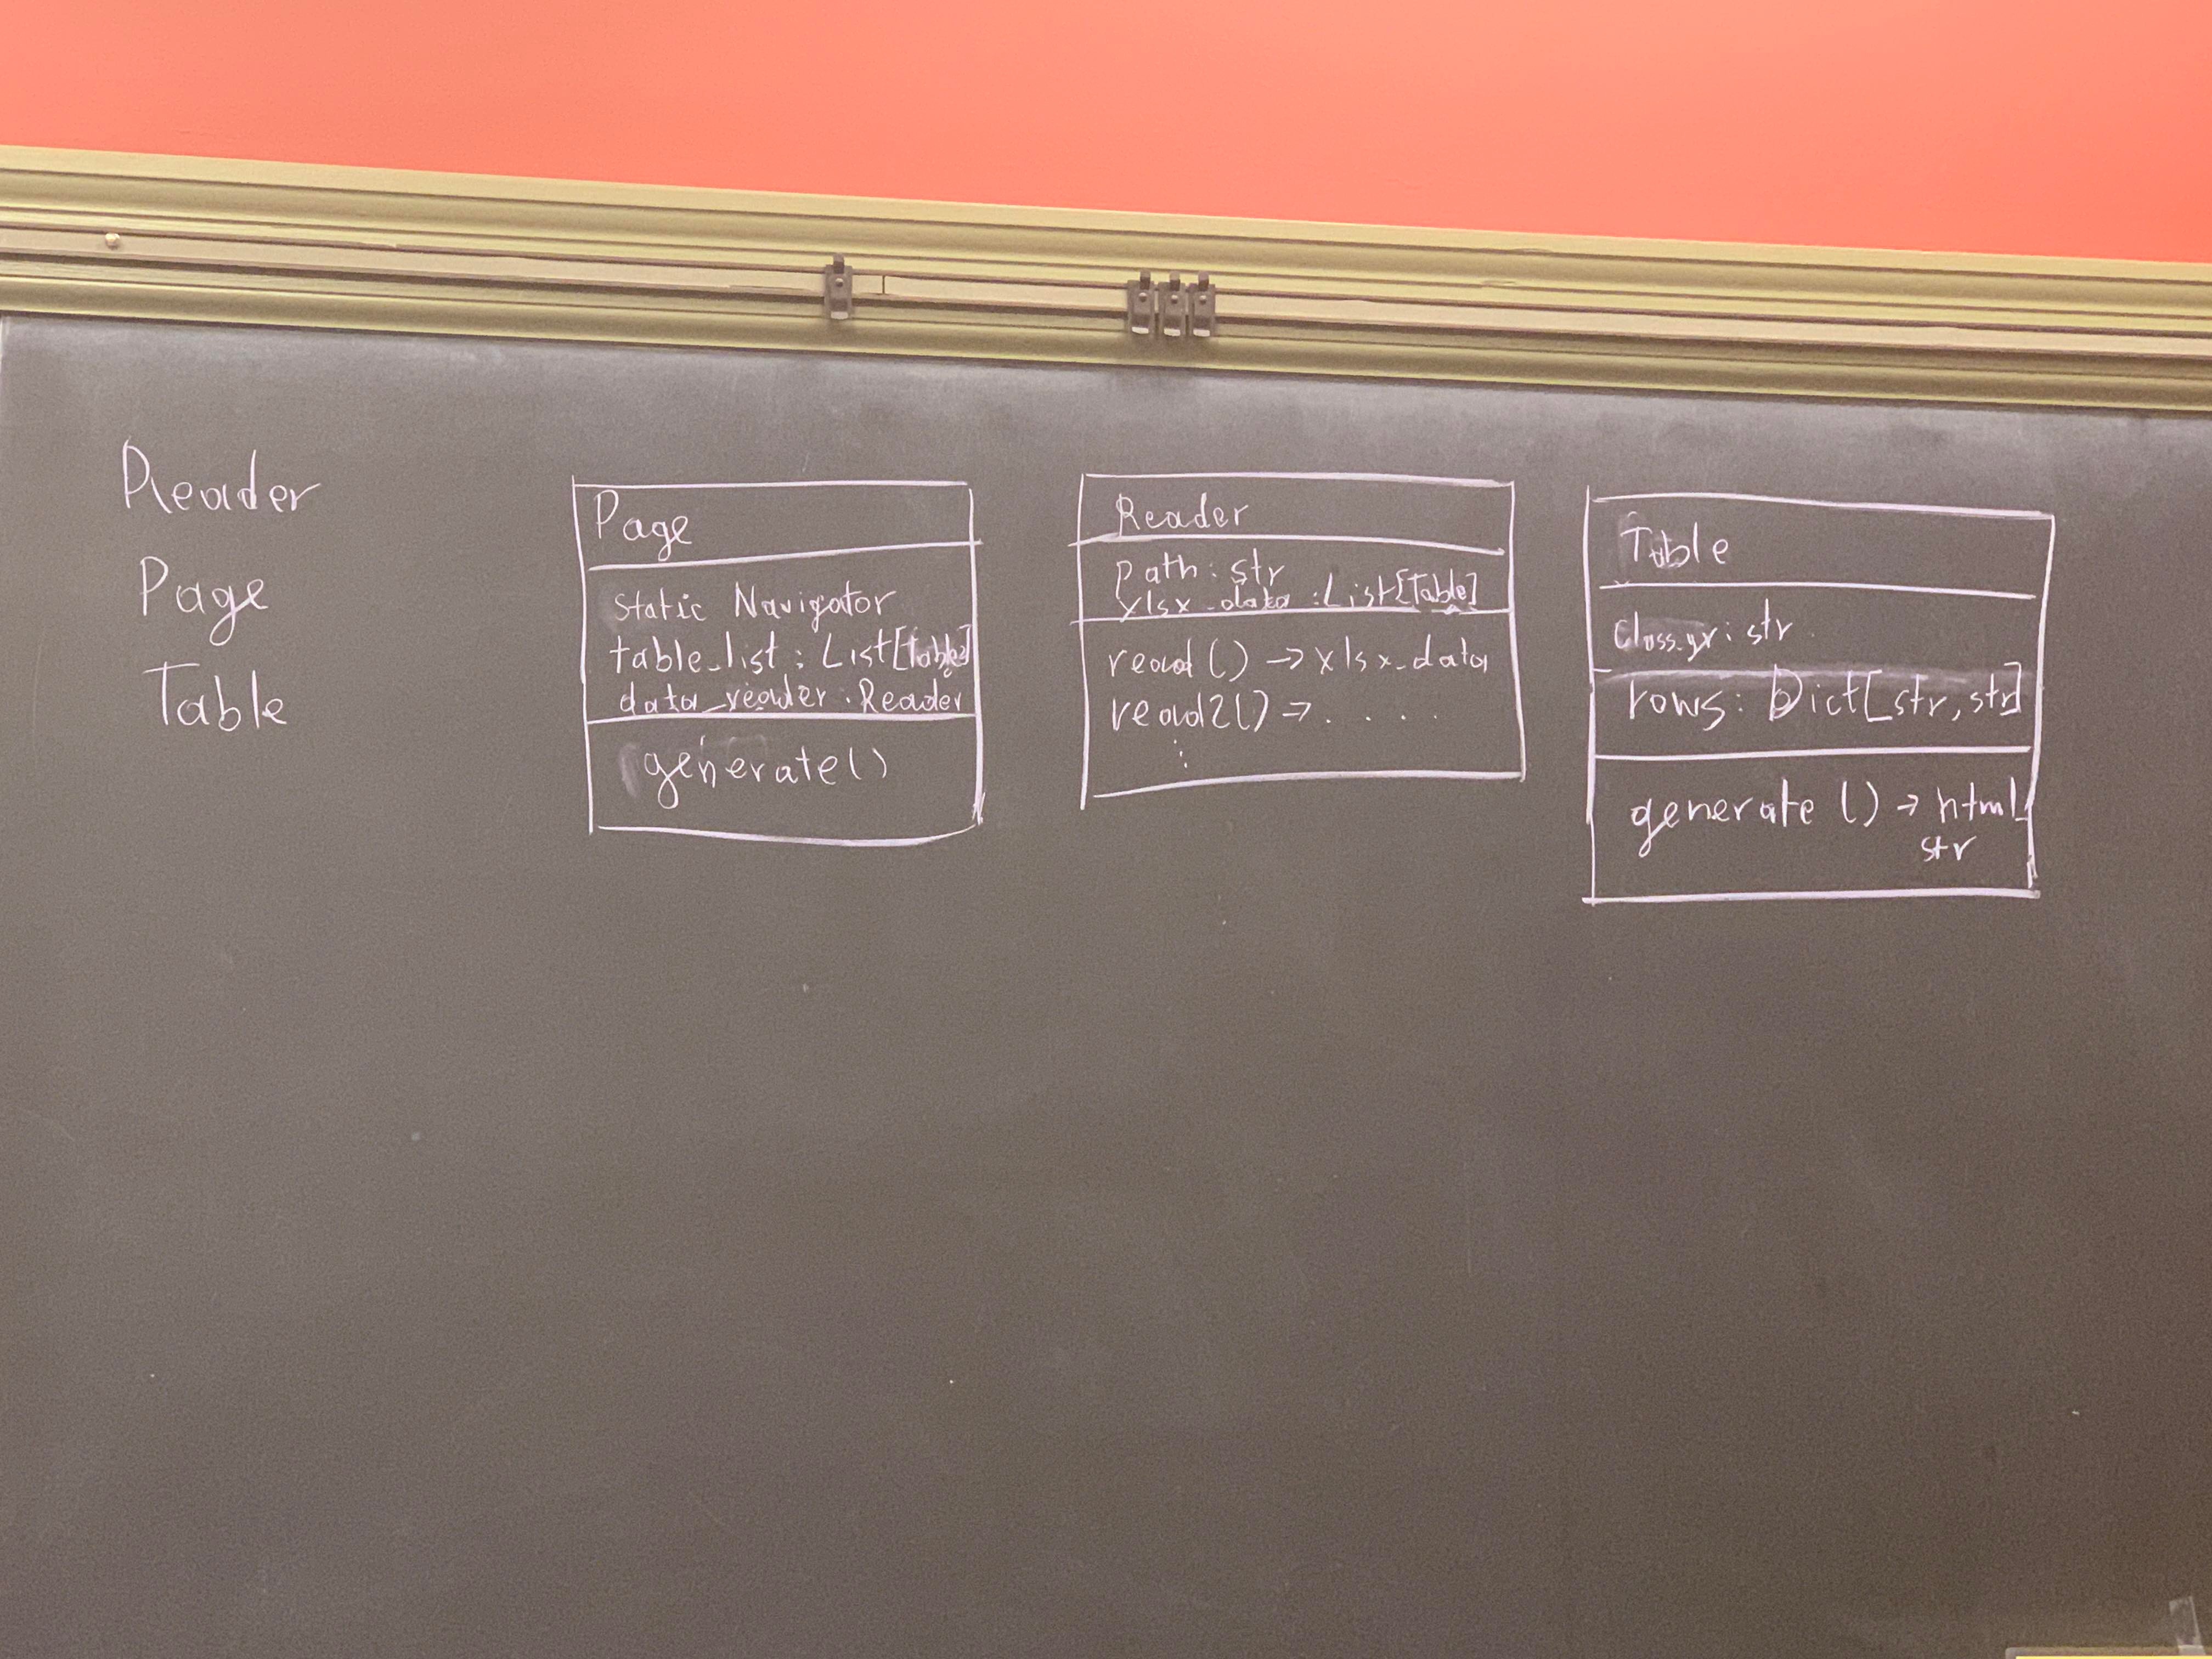 Reader
Page
Table
Page
static Navigator
table_list : List[Table]
data_reader : Reader
generate()
Reader
path : str
xlsx_data : List[Table]
read() → xlsx_data
read2() → . . . .
⋮
Table
class_yr : str
rows : Dict[str, str]
generate () → html
str